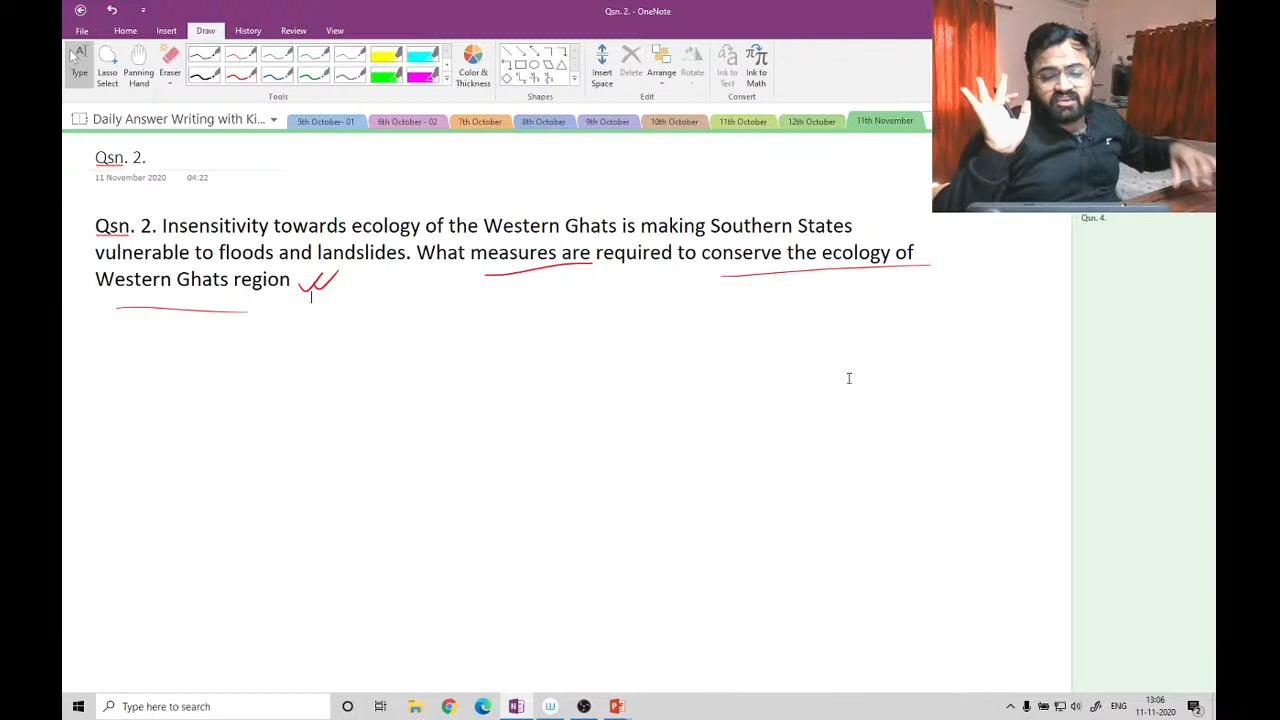 Qsn. 2. - OneNote
File Home Insert Draw History Review View
Type Lasso Select Panning Hand Eraser Color & Thickness Insert Space Delete Arrange Rotate Ink to Text Ink to Math
Tools Shapes Edit Convert
Daily Answer Writing with Ki... 5th October- 01 6th October - 02 7th October 8th October 9th October 10th October 11th October 12th October 11th November
Qsn. 2.
11 November 2020 04:22
Qsn. 4.
Qsn. 2. Insensitivity towards ecology of the Western Ghats is making Southern States
vulnerable to floods and landslides. What measures are required to conserve the ecology of
Western Ghats region
Type here to search
ENG 13:06
11-11-2020 2